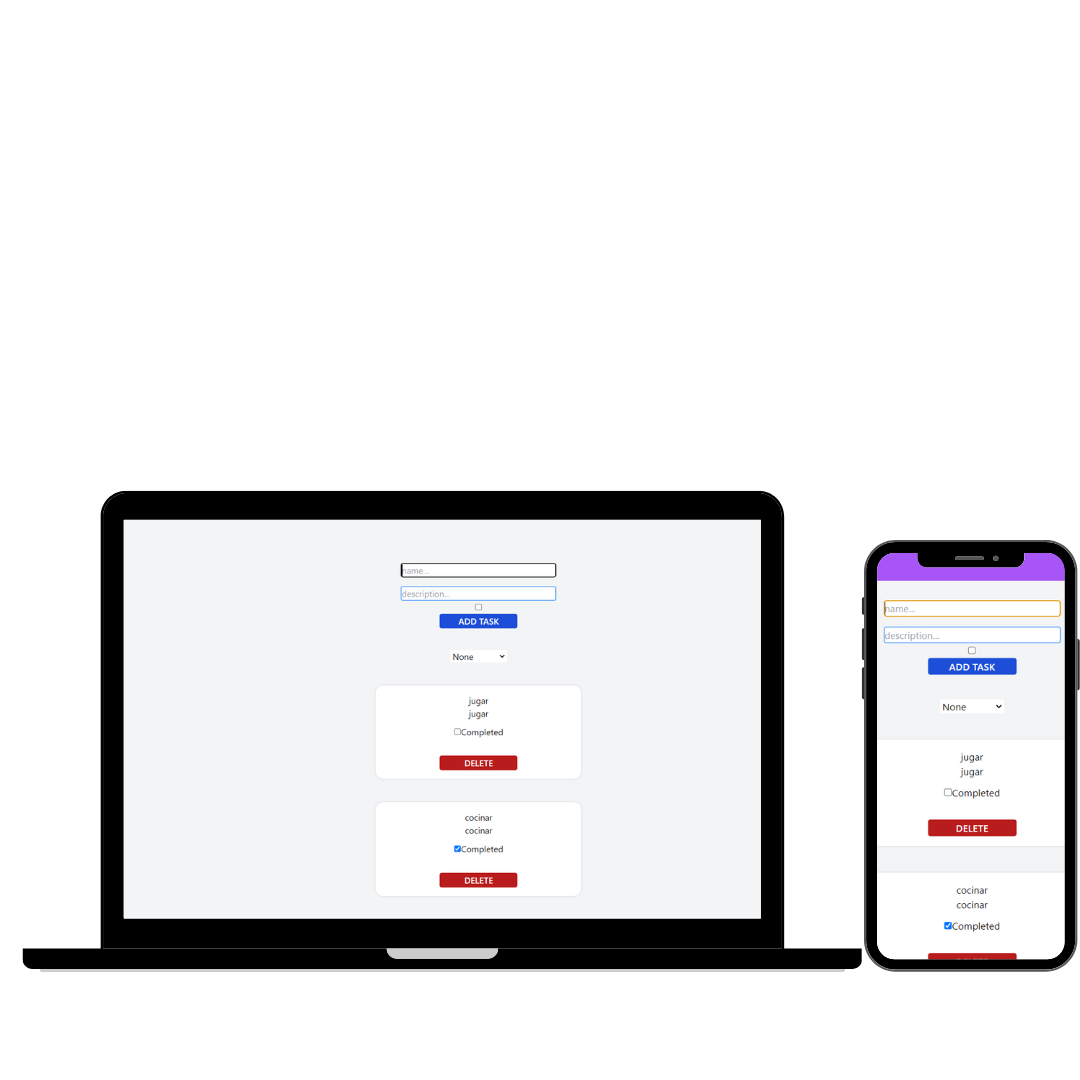 name...
description...
ADD TASK
None
jugar
jugar
Completed
DELETE
cocinar
cocinar
Completed
DELETE
name...
description...
ADD TASK
None
jugar
jugar
Completed
DELETE
cocinar
cocinar
Completed